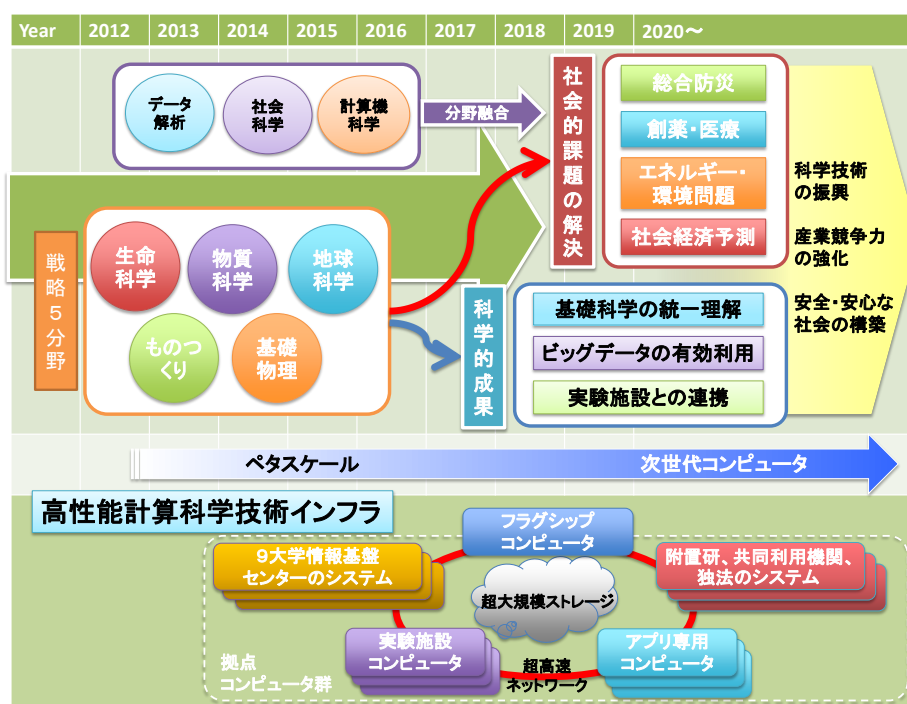 Year 2012 2013 2014 2015 2016 2017 2018 2019 2020～
データ
解析
社会
科学
計算機
科学
分野融合
社会的課題の解決
総合防災
創薬・医療
エネルギー・
環境問題
社会経済予測
科学技術
の振興
産業競争力
の強化
安全・安心な
社会の構築
戦略５分野
生命
科学
物質
科学
地球
科学
ものつ
くり
基礎
物理
科学的成果
基礎科学の統一理解
ビッグデータの有効利用
実験施設との連携
ペタスケール
次世代コンピュータ
高性能計算科学技術インフラ
フラグシップ
コンピュータ
９大学情報基盤
センターのシステム
附置研、共同利用機関、
独法のシステム
超大規模ストレージ
実験施設
コンピュータ
アプリ専用
コンピュータ
超高速
ネットワーク
拠点
コンピュータ群